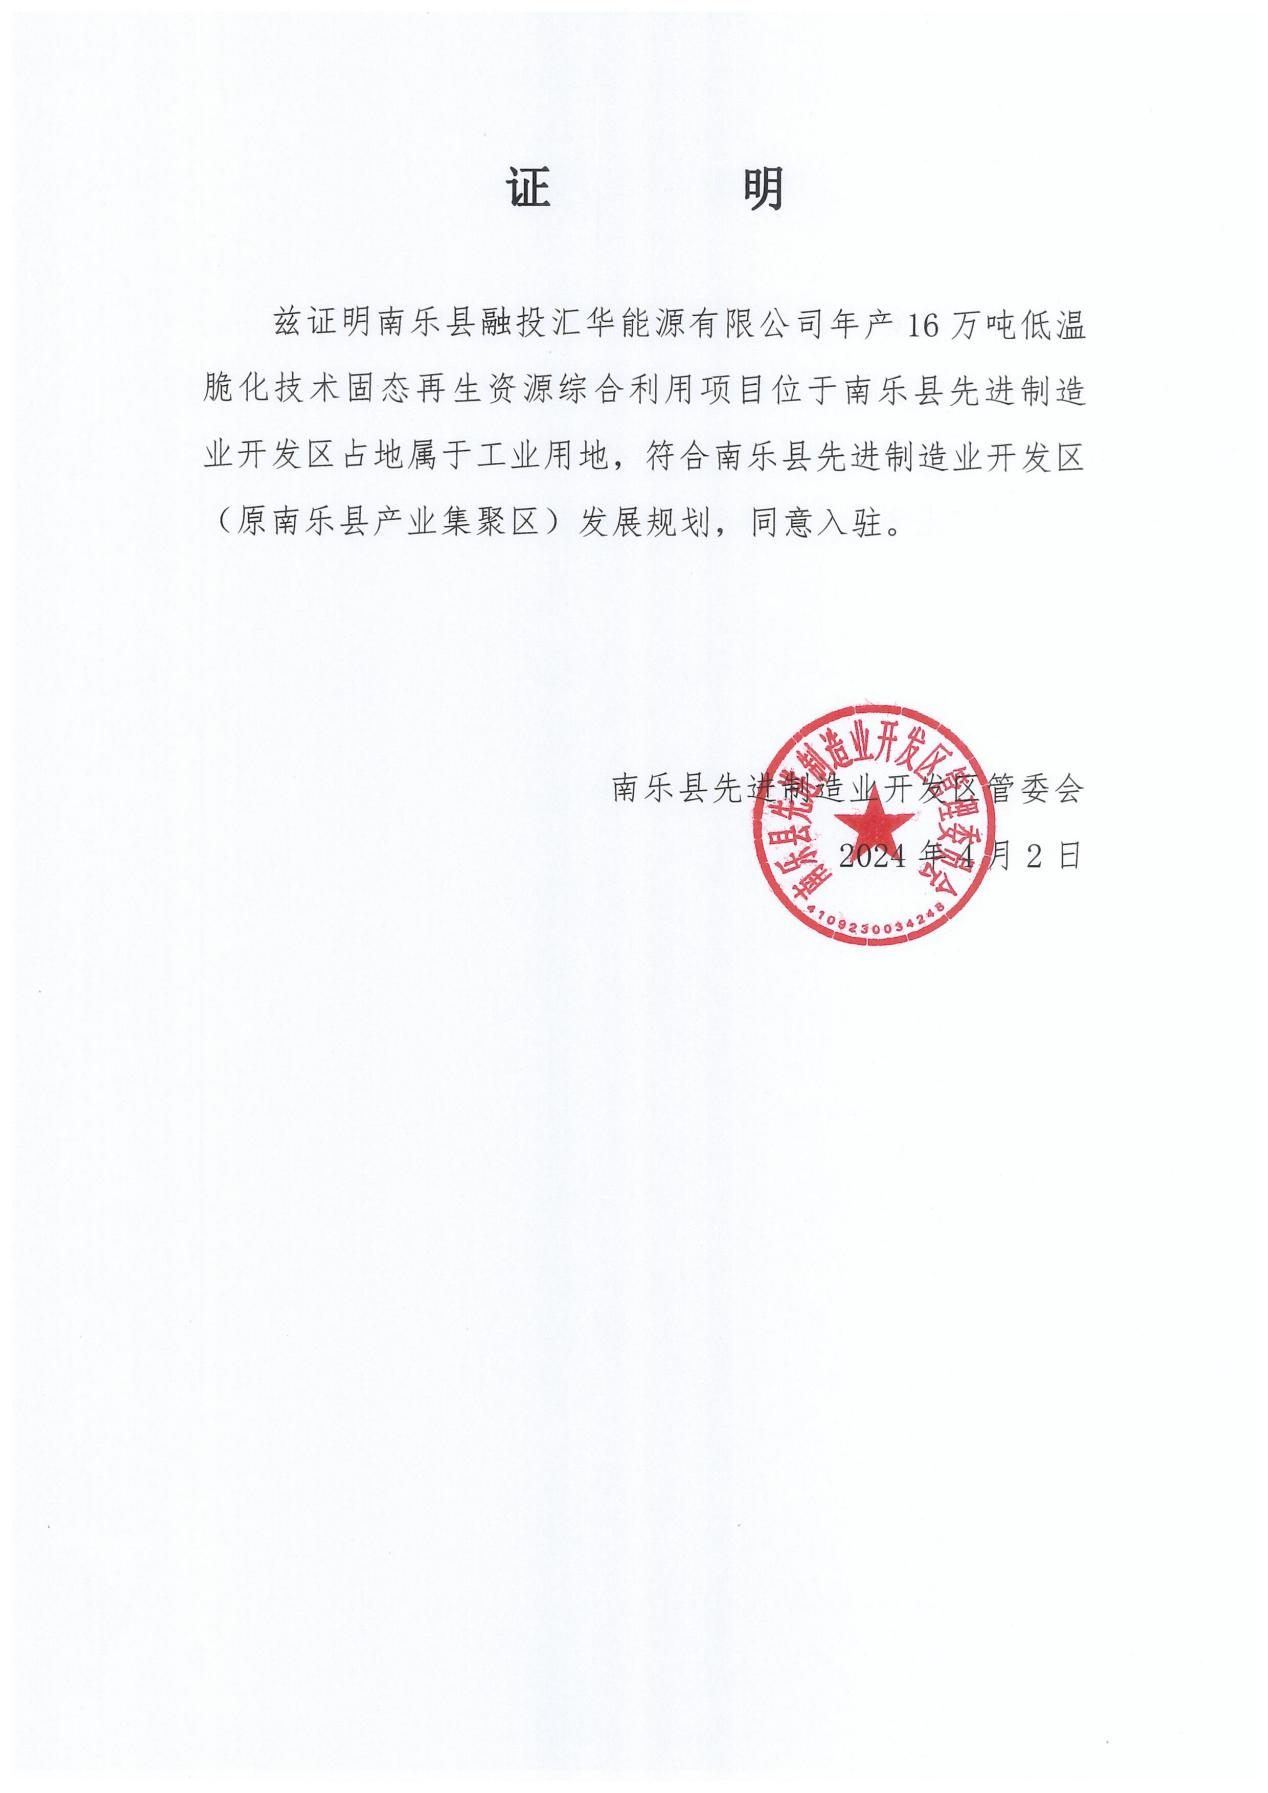 证 明
兹证明南乐县融投汇华能源有限公司年产 16 万吨低温
脆化技术固态再生资源综合利用项目位于南乐县先进制造
业开发区占地属于工业用地，符合南乐县先进制造业开发区
（原南乐县产业集聚区）发展规划，同意入驻。
南乐县先进制造业开发区管理委员会
南乐县先进制造业开发区管委会
2024 年 4 月 2 日
4109230034248